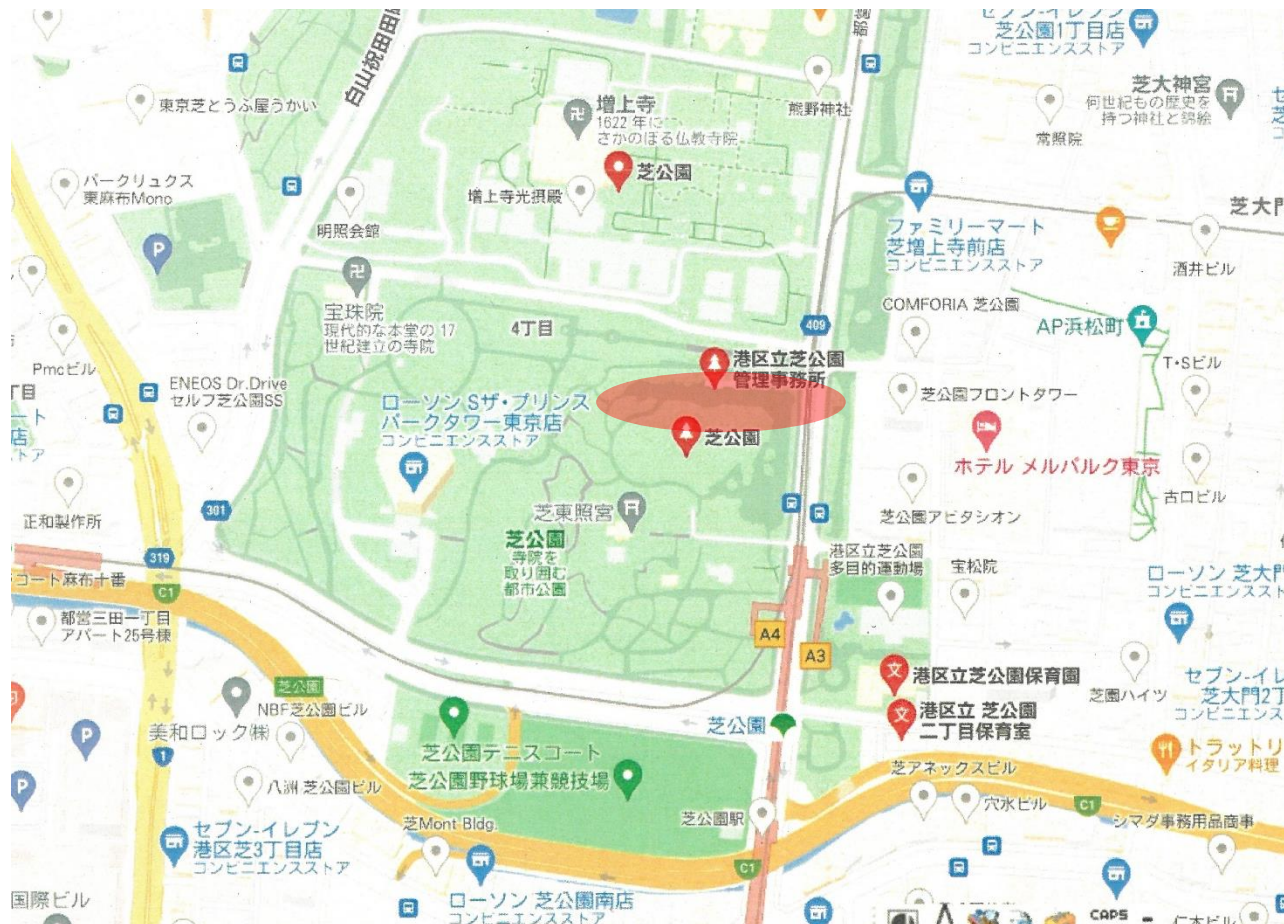 芝公園1丁目店
コンビニエンスストア
白山祝田田
東京芝とうふ屋うかい
増上寺
1622 年に
さかのぼる仏教寺院
熊野神社
芝大神宮
何世紀もの歴史を
持つ神社と錦絵
常照院
芝公園
パークリュクス
東麻布Mono
増上寺光摂殿
明照会館
P
ファミリーマート
芝増上寺前店
コンビニエンスストア
芝大門
酒井ビル
宝珠院
現代的な本堂の 17
世紀建立の寺院
4丁目
409
COMFORIA 芝公園
AP浜松町
Pmcビル
港区立芝公園
管理事務所
T・Sビル
ENEOS Dr.Drive
セルフ芝公園SS
丁目
ローソン Sザ・プリンス
パークタワー東京店
コンビニエンスストア
芝公園フロントタワー
芝公園
ホテル メルパルク東京
正和製作所
301
古口ビル
芝東照宮
芝公園アビタシオン
芝公園
寺院を
取り囲む
都市公園
319
コート麻布十番
C1
港区立芝公園
多目的運動場
宝松院
ローソン 芝大門
コンビニエンスストア
都営三田一丁目
アパート25号棟
A4
A3
港区立芝公園保育園
芝園ハイツ
セブン-イレ
芝大門2丁
コンビニエンスス
芝公園
NBF芝公園ビル
港区立 芝公園
二丁目保育室
美和ロック㈱
P
1
芝公園
芝公園テニスコート
芝公園野球場兼競技場
トラットリ
イタリア料理
P
八洲 芝公園ビル
芝アネックスビル
穴水ビル
C1
シマダ事務用品商事
セブン-イレブン
港区芝3丁目店
コンビニエンスストア
芝Mont Bldg.
芝公園駅
C1
国際ビル
ローソン 芝公園南店
コンビニエンスストア
CAPS
仁木ビル